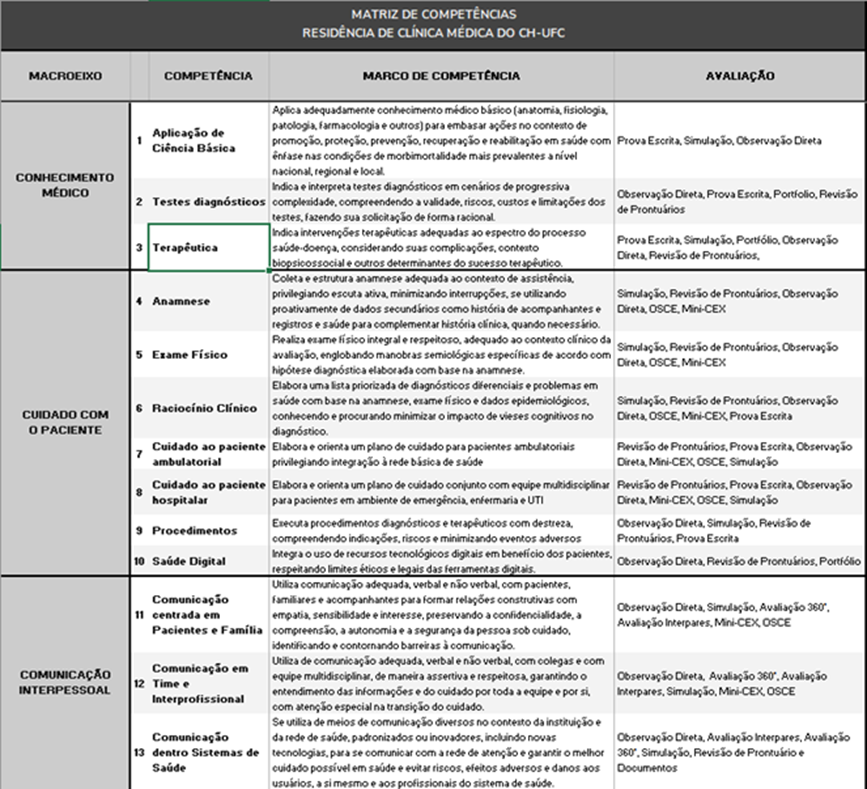 MATRIZ DE COMPETÊNCIAS
RESIDÊNCIA DE CLÍNICA MÉDICA DO CH-UFC
MACROEIXO COMPETÊNCIA MARCO DE COMPETÊNCIA AVALIAÇÃO
CONHECIMENTO
MÉDICO
1 Aplicação de
Ciência Básica
Aplica adequadamente conhecimento médico básico (anatomia, fisiologia,
patologia, farmacologia e outros) para embasar ações no contexto de
promoção, proteção, prevenção, recuperação e reabilitação em saúde com
ênfase nas condições de morbimortalidade mais prevalentes a nível
nacional, regional e local.
Prova Escrita, Simulação, Observação Direta
2 Testes diagnósticos
Indica e interpreta testes diagnósticos em cenários de progressiva
complexidade, compreendendo a validade, riscos, custos e limitações dos
testes, fazendo sua solicitação de forma racional.
Observação Direta, Prova Escrita, Portfolio, Revisão
de Prontuários
3 Terapêutica
Indica intervenções terapêuticas adequadas ao espectro do processo
saúde-doença, considerando suas complicações, contexto
biopsicossocial e outros determinantes do sucesso terapêutico.
Prova Escrita, Simulação, Portfólio, Observação
Direta, Revisão de Prontuários,
CUIDADO COM
O PACIENTE
4 Anamnese
Coleta e estrutura anamnese adequada ao contexto de assistência,
privilegiando escuta ativa, minimizando interrupções, se utilizando
proativamente de dados secundários como história de acompanhantes e
registros e saúde para complementar história clínica, quando necessário.
Simulação, Revisão de Prontuários, Observação
Direta, OSCE, Mini-CEX
5 Exame Físico
Realiza exame físico integral e respeitoso, adequado ao contexto clínico da
avaliação, englobando manobras semiológicas específicas de acordo com
hipótese diagnóstica elaborada com base na anamnese.
Simulação, Revisão de Prontuários, Observação
Direta, OSCE, Mini-CEX
6 Raciocínio Clínico
Elabora uma lista priorizada de diagnósticos diferenciais e problemas em
saúde com base na anamnese, exame físico e dados epidemiológicos,
conhecendo e procurando minimizar o impacto de vieses cognitivos no
diagnóstico.
Simulação, Revisão de Prontuários, Observação
Direta, OSCE, Mini-CEX, Prova Escrita
7 Cuidado ao paciente
ambulatorial
Elabora e orienta um plano de cuidado para pacientes ambulatoriais
privilegiando integração à rede básica de saúde
Revisão de Prontuários, Prova Escrita, Observação
Direta, Mini-CEX, OSCE, Simulação
8 Cuidado ao paciente
hospitalar
Elabora e orienta um plano de cuidado conjunto com equipe multidisciplinar
para pacientes em ambiente de emergência, enfermaria e UTI
Revisão de Prontuários, Prova Escrita, Observação
Direta, Mini-CEX, OSCE, Simulação
9 Procedimentos
Executa procedimentos diagnósticos e terapêuticos com destreza,
compreendendo indicações, riscos e minimizando eventos adversos
Observação Direta, Simulação, Revisão de
Prontuários, Prova Escrita
10 Saúde Digital
Integra o uso de recursos tecnológicos digitais em benefício dos pacientes,
respeitando limites éticos e legais das ferramentas digitais.
Observação Direta, Revisão de Prontuários, Portfólio
COMUNICAÇÃO
INTERPESSOAL
11 Comunicação
centrada em
Pacientes e Família
Utiliza comunicação adequada, verbal e não verbal, com pacientes,
familiares e acompanhantes para formar relações construtivas com
empatia, sensibilidade e interesse, preservando a confidencialidade, a
compreensão, a autonomia e a segurança da pessoa sob cuidado,
identificando e contornando barreiras à comunicação.
Observação Direta, Simulação, Avaliação 360°,
Avaliação Interpares, Mini-CEX, OSCE
12 Comunicação em
Time e
Interprofissional
Utiliza de comunicação adequada, verbal e não verbal, com colegas e com
equipe multidisciplinar, de maneira assertiva e respeitosa, garantindo o
entendimento das informações e do cuidado por toda a equipe e por si,
com atenção especial na transição do cuidado.
Observação Direta, Avaliação 360°, Avaliação
Interpares, Simulação, Mini-CEX, OSCE
13 Comunicação
dentro Sistemas de
Saúde
Se utiliza de meios de comunicação diversos no contexto da instituição e
da rede de saúde, padronizados ou inovadores, incluindo novas
tecnologias, para se comunicar com a rede de atenção e garantir o melhor
cuidado possível em saúde e evitar riscos, efeitos adversos e danos aos
usuários, a si mesmo e aos profissionais do sistema de saúde.
Observação Direta, Avaliação Interpares, Avaliação
360°, Simulação, Revisão de Prontuário e
Documentos